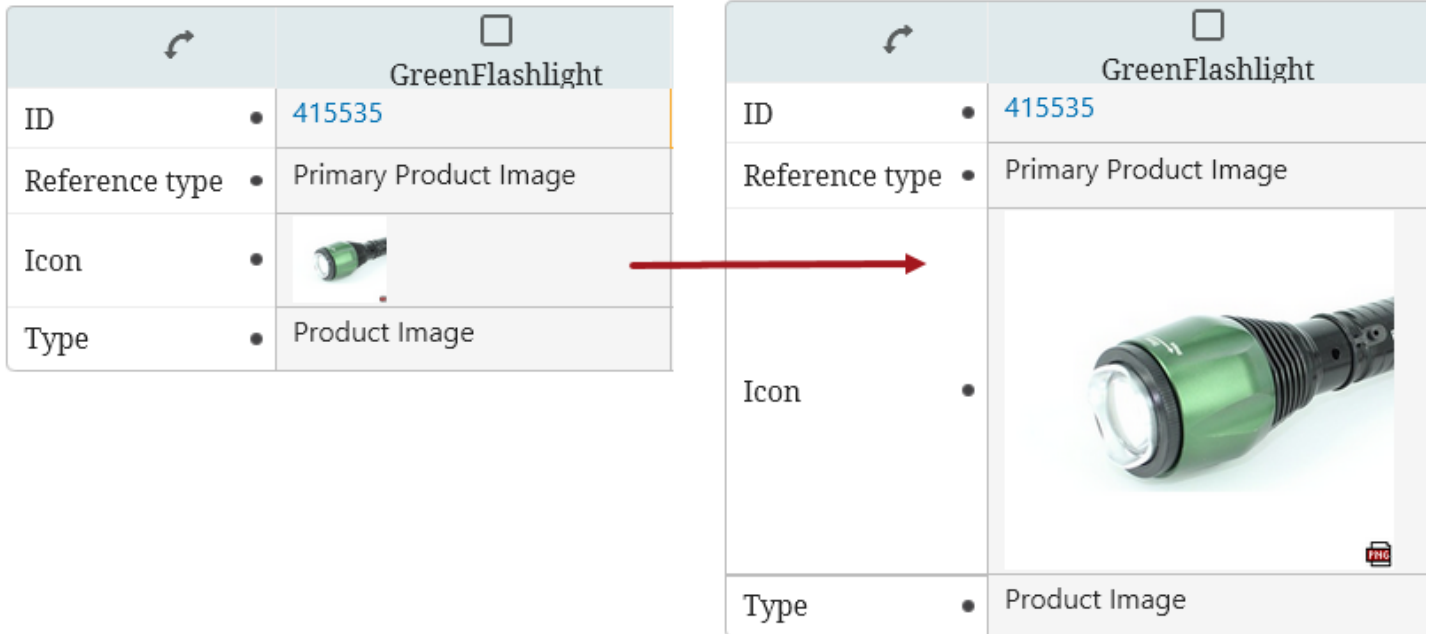 GreenFlashlight
ID 415535
Reference type Primary Product Image
Icon
Type Product Image
GreenFlashlight
ID 415535
Reference type Primary Product Image
Icon
PNG
Type Product Image